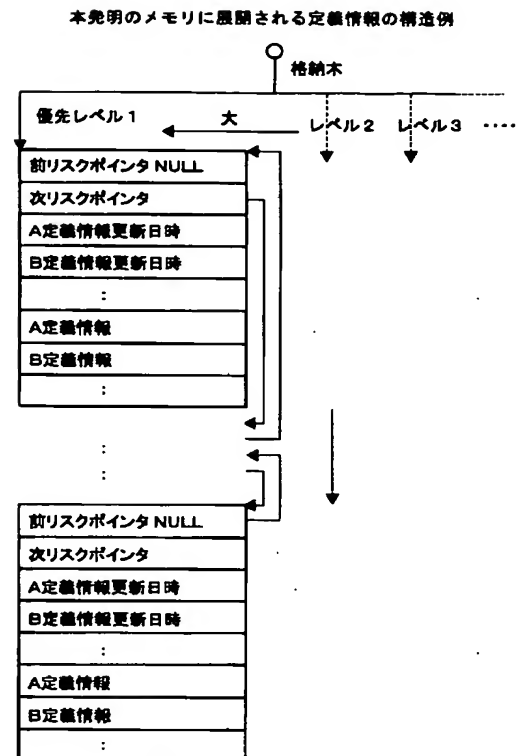 本発明のメモリに展開される定義情報の構造例
格納木
優先レベル1
大
レベル2
レベル3
‥‥
前リスクポインタ NULL
次リスクポインタ
A定義情報更新日時
B定義情報更新日時
:
A定義情報
B定義情報
:
:
:
:
前リスクポインタ NULL
次リスクポインタ
A定義情報更新日時
B定義情報更新日時
:
A定義情報
B定義情報
: